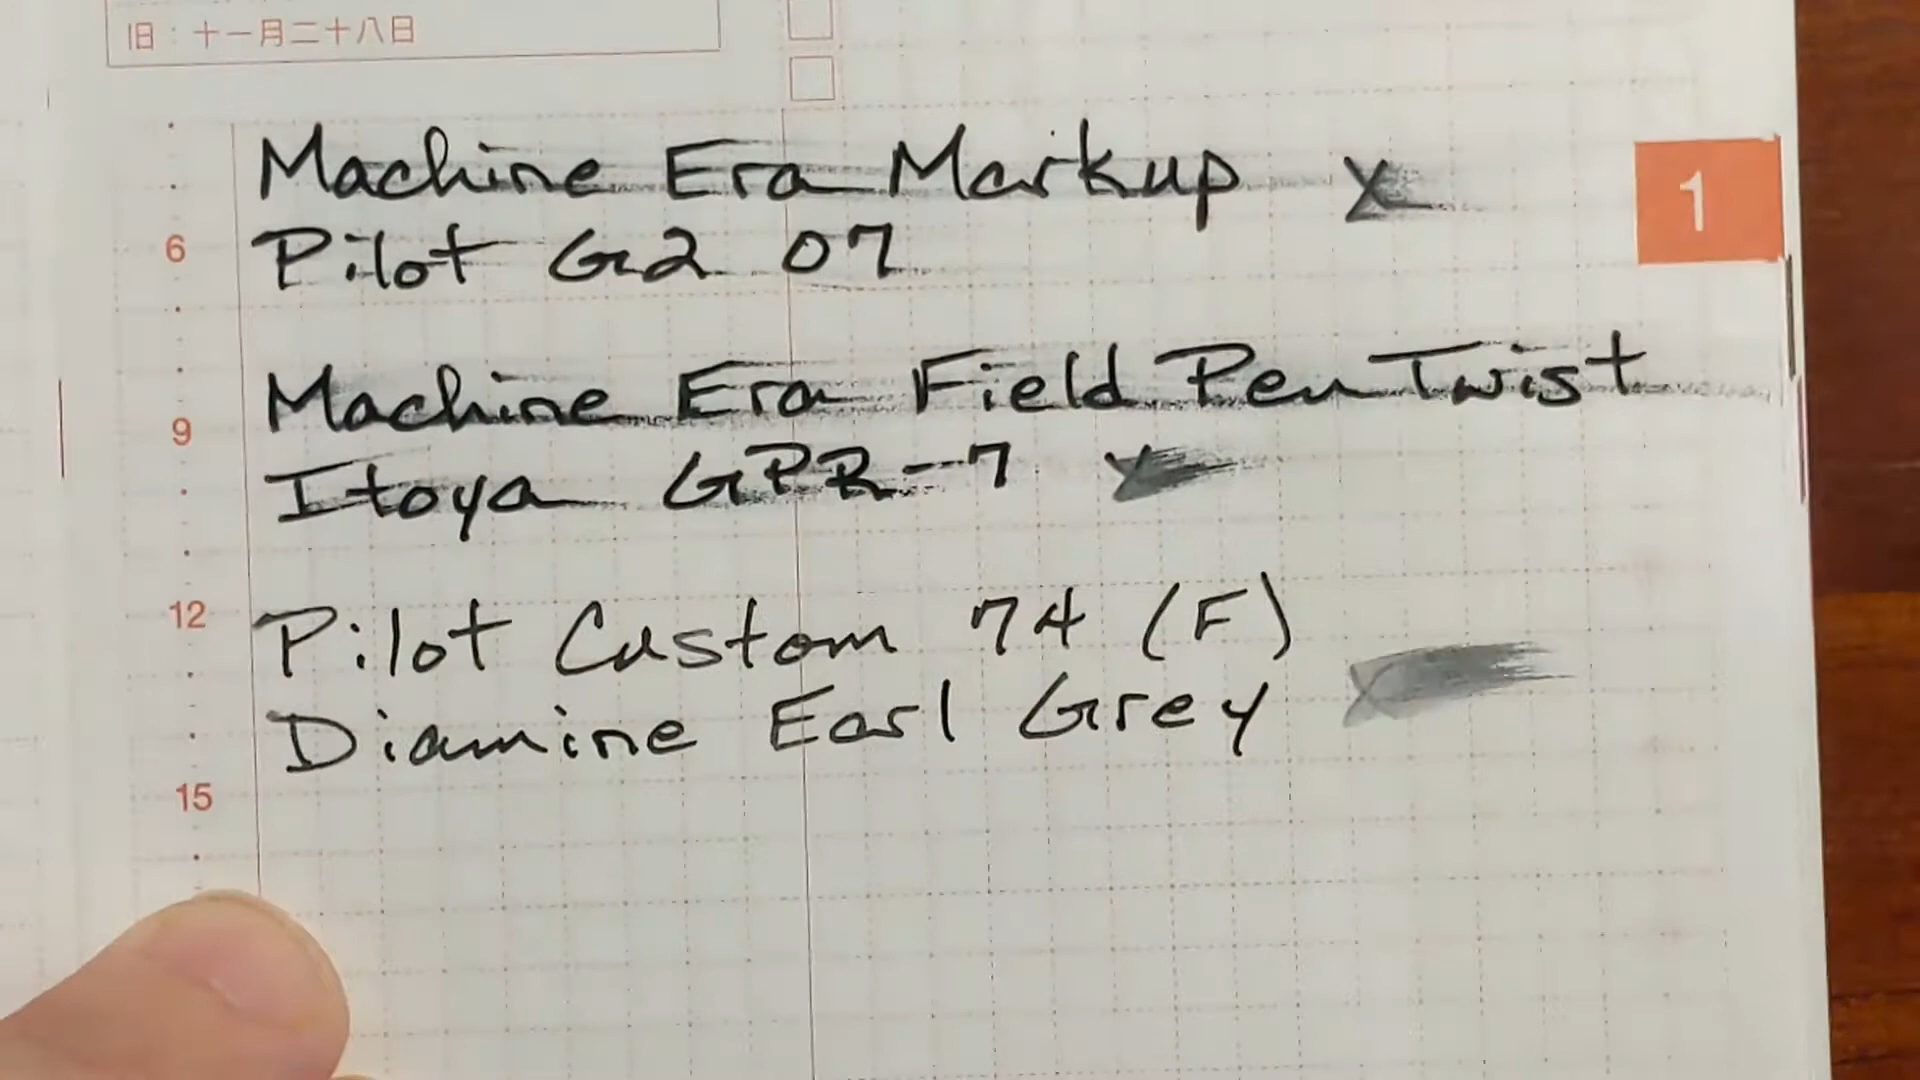 旧：十一月二十八日
Machine Era Markup X
1
6 Pilot G2 07
Machine Era Field Pen Twist
9
Itoya GPR-7 X
12 Pilot Custom 74 (F)
Diamine Earl Grey X
15